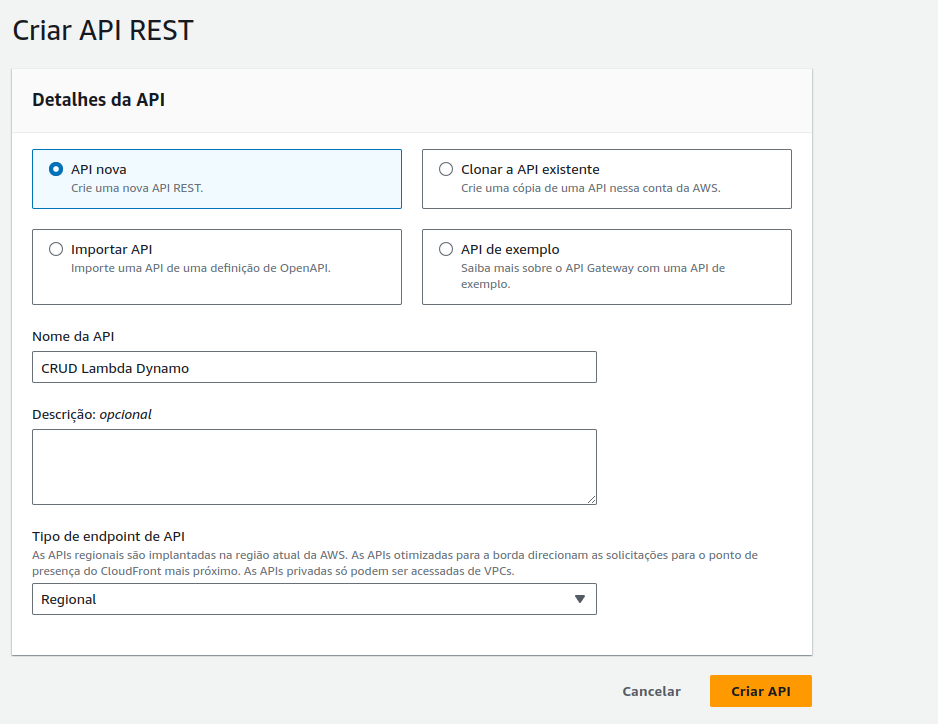 Criar API REST
Detalhes da API
API nova
Crie uma nova API REST.
Clonar a API existente
Crie uma cópia de uma API nessa conta da AWS.
Importar API
Importe uma API de uma definição de OpenAPI.
API de exemplo
Saiba mais sobre o API Gateway com uma API de
exemplo.
Nome da API
CRUD Lambda Dynamo
Descrição: opcional
Tipo de endpoint de API
As APIs regionais são implantadas na região atual da AWS. As APIs otimizadas para a borda direcionam as solicitações para o ponto de
presença do CloudFront mais próximo. As APIs privadas só podem ser acessadas de VPCs.
Regional
Cancelar
Criar API